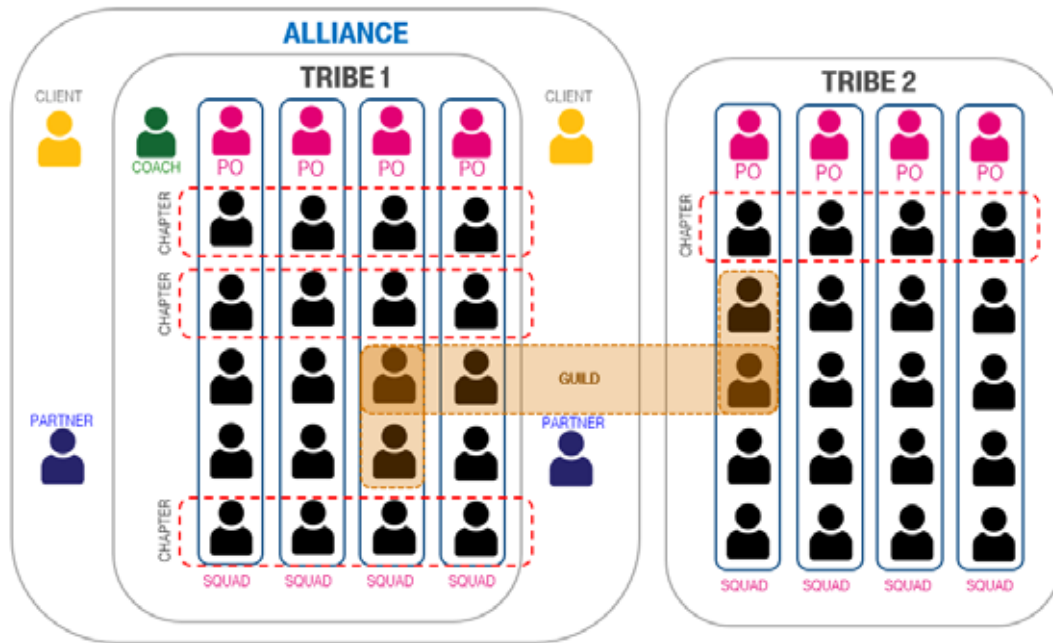 ALLIANCE
TRIBE 1
TRIBE 2
CLIENT
CLIENT
COACH
PO
PO
PO
PO
PO
PO
PO
PO
CHAPTER
CHAPTER
CHAPTER
GUILD
PARTNER
PARTNER
CHAPTER
SQUAD
SQUAD
SQUAD
SQUAD
SQUAD
SQUAD
SQUAD
SQUAD